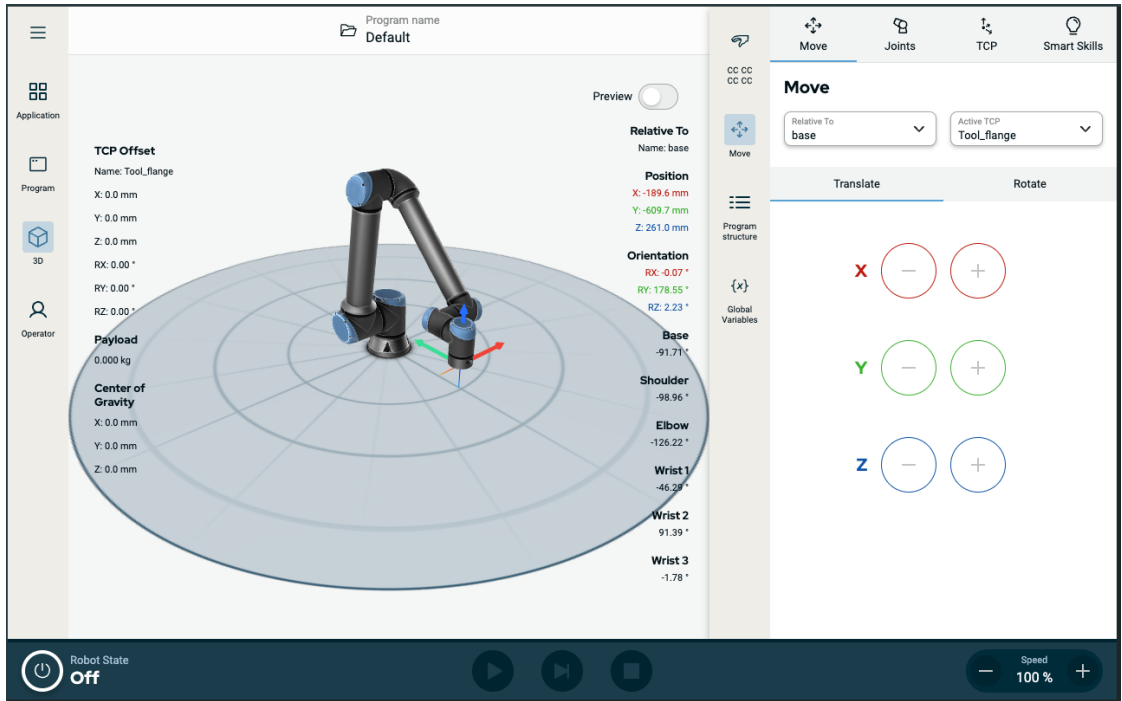 Program name
Default
Application
Program
3D
Operator
Preview
TCP Offset
Name: Tool_flange
X: 0.0 mm
Y: 0.0 mm
Z: 0.0 mm
RX: 0.00 °
RY: 0.00 °
RZ: 0.00 °
Payload
0.000 kg
Center of
Gravity
X: 0.0 mm
Y: 0.0 mm
Z: 0.0 mm
Relative To
Name: base
Position
X: -189.6 mm
Y: -609.7 mm
Z: 261.0 mm
Orientation
RX: -0.07 °
RY: 178.55 °
RZ: 2.23 °
Base
-91.71 °
Shoulder
-98.96 °
Elbow
-126.22 °
Wrist 1
-46.29 °
Wrist 2
91.39 °
Wrist 3
-1.78 °
CC CC
CC CC
Move
Program
structure
{x}
Global
Variables
Move
Joints
TCP
Smart Skills
Move
Relative To
base
Active TCP
Tool_flange
Translate
Rotate
X
Y
Z
Robot State
Off
Speed
100 %